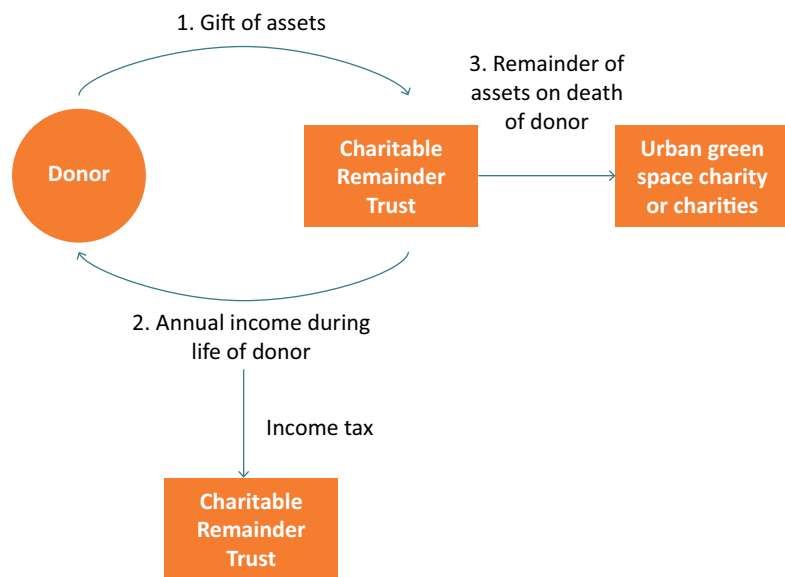 1. Gift of assets
3. Remainder of
assets on death
of donor
Donor
Charitable
Remainder
Trust
Urban green
space charity
or charities
2. Annual income during
life of donor
Income tax
Charitable
Remainder
Trust